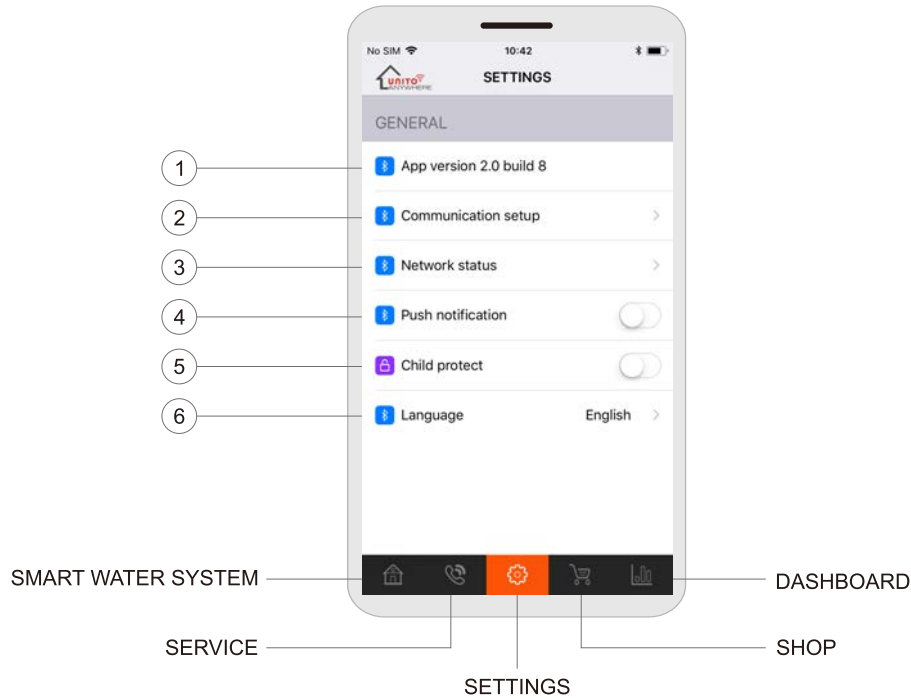 No SIM 10:42
UNITO
ANYWHERE
SETTINGS
GENERAL
1 App version 2.0 build 8
2 Communication setup
3 Network status
4 Push notification
5 Child protect
6 Language English
SMART WATER SYSTEM
DASHBOARD
SERVICE
SHOP
SETTINGS